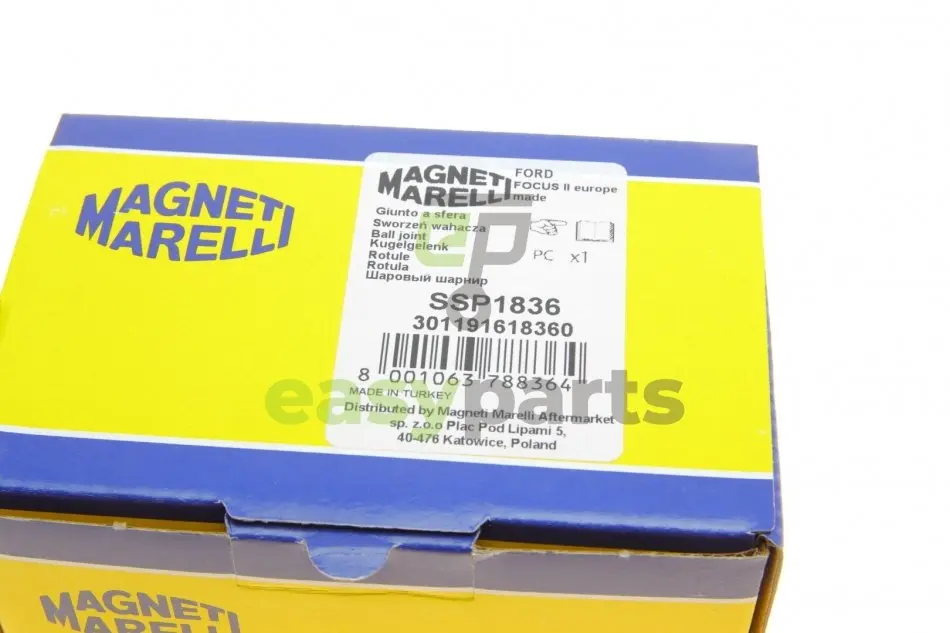 MAGNETI
MARELLI
MAGNETI
MARELLI
FORD
FOCUS II europe
made
Giunto a sfera
Sworzeń wahacza
Ball joint
Kugelgelenk
Rotule
Rotula
Шаровый шарнир
PC x1
ep
SSP1836
301191618360
8 001063 788364
easyparts
MADE IN TURKEY
Distributed by Magneti Marelli Aftermarket
sp. z.o.o Plac Pod Lipami 5,
40-476 Katowice, Poland
MAGNETI
MARELLI